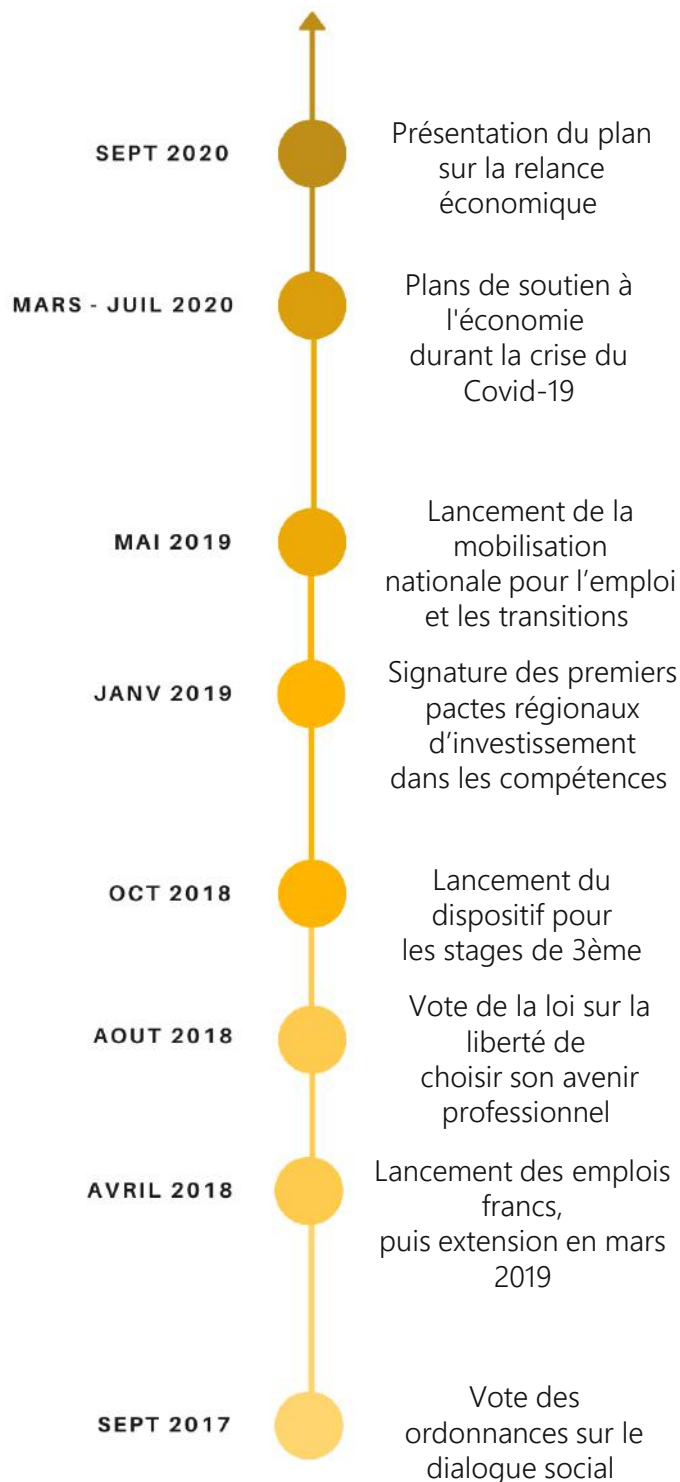 SEPT 2020
Présentation du plan
sur la relance
économique
MARS - JUIL 2020
Plans de soutien à
l'économie
durant la crise du
Covid-19
MAI 2019
Lancement de la
mobilisation
nationale pour l’emploi
et les transitions
JANV 2019
Signature des premiers
pactes régionaux
d’investissement
dans les compétences
OCT 2018
Lancement du
dispositif pour
les stages de 3ème
AOUT 2018
Vote de la loi sur la
liberté de
choisir son avenir
professionnel
AVRIL 2018
Lancement des emplois
francs,
puis extension en mars
2019
SEPT 2017
Vote des
ordonnances sur le
dialogue social